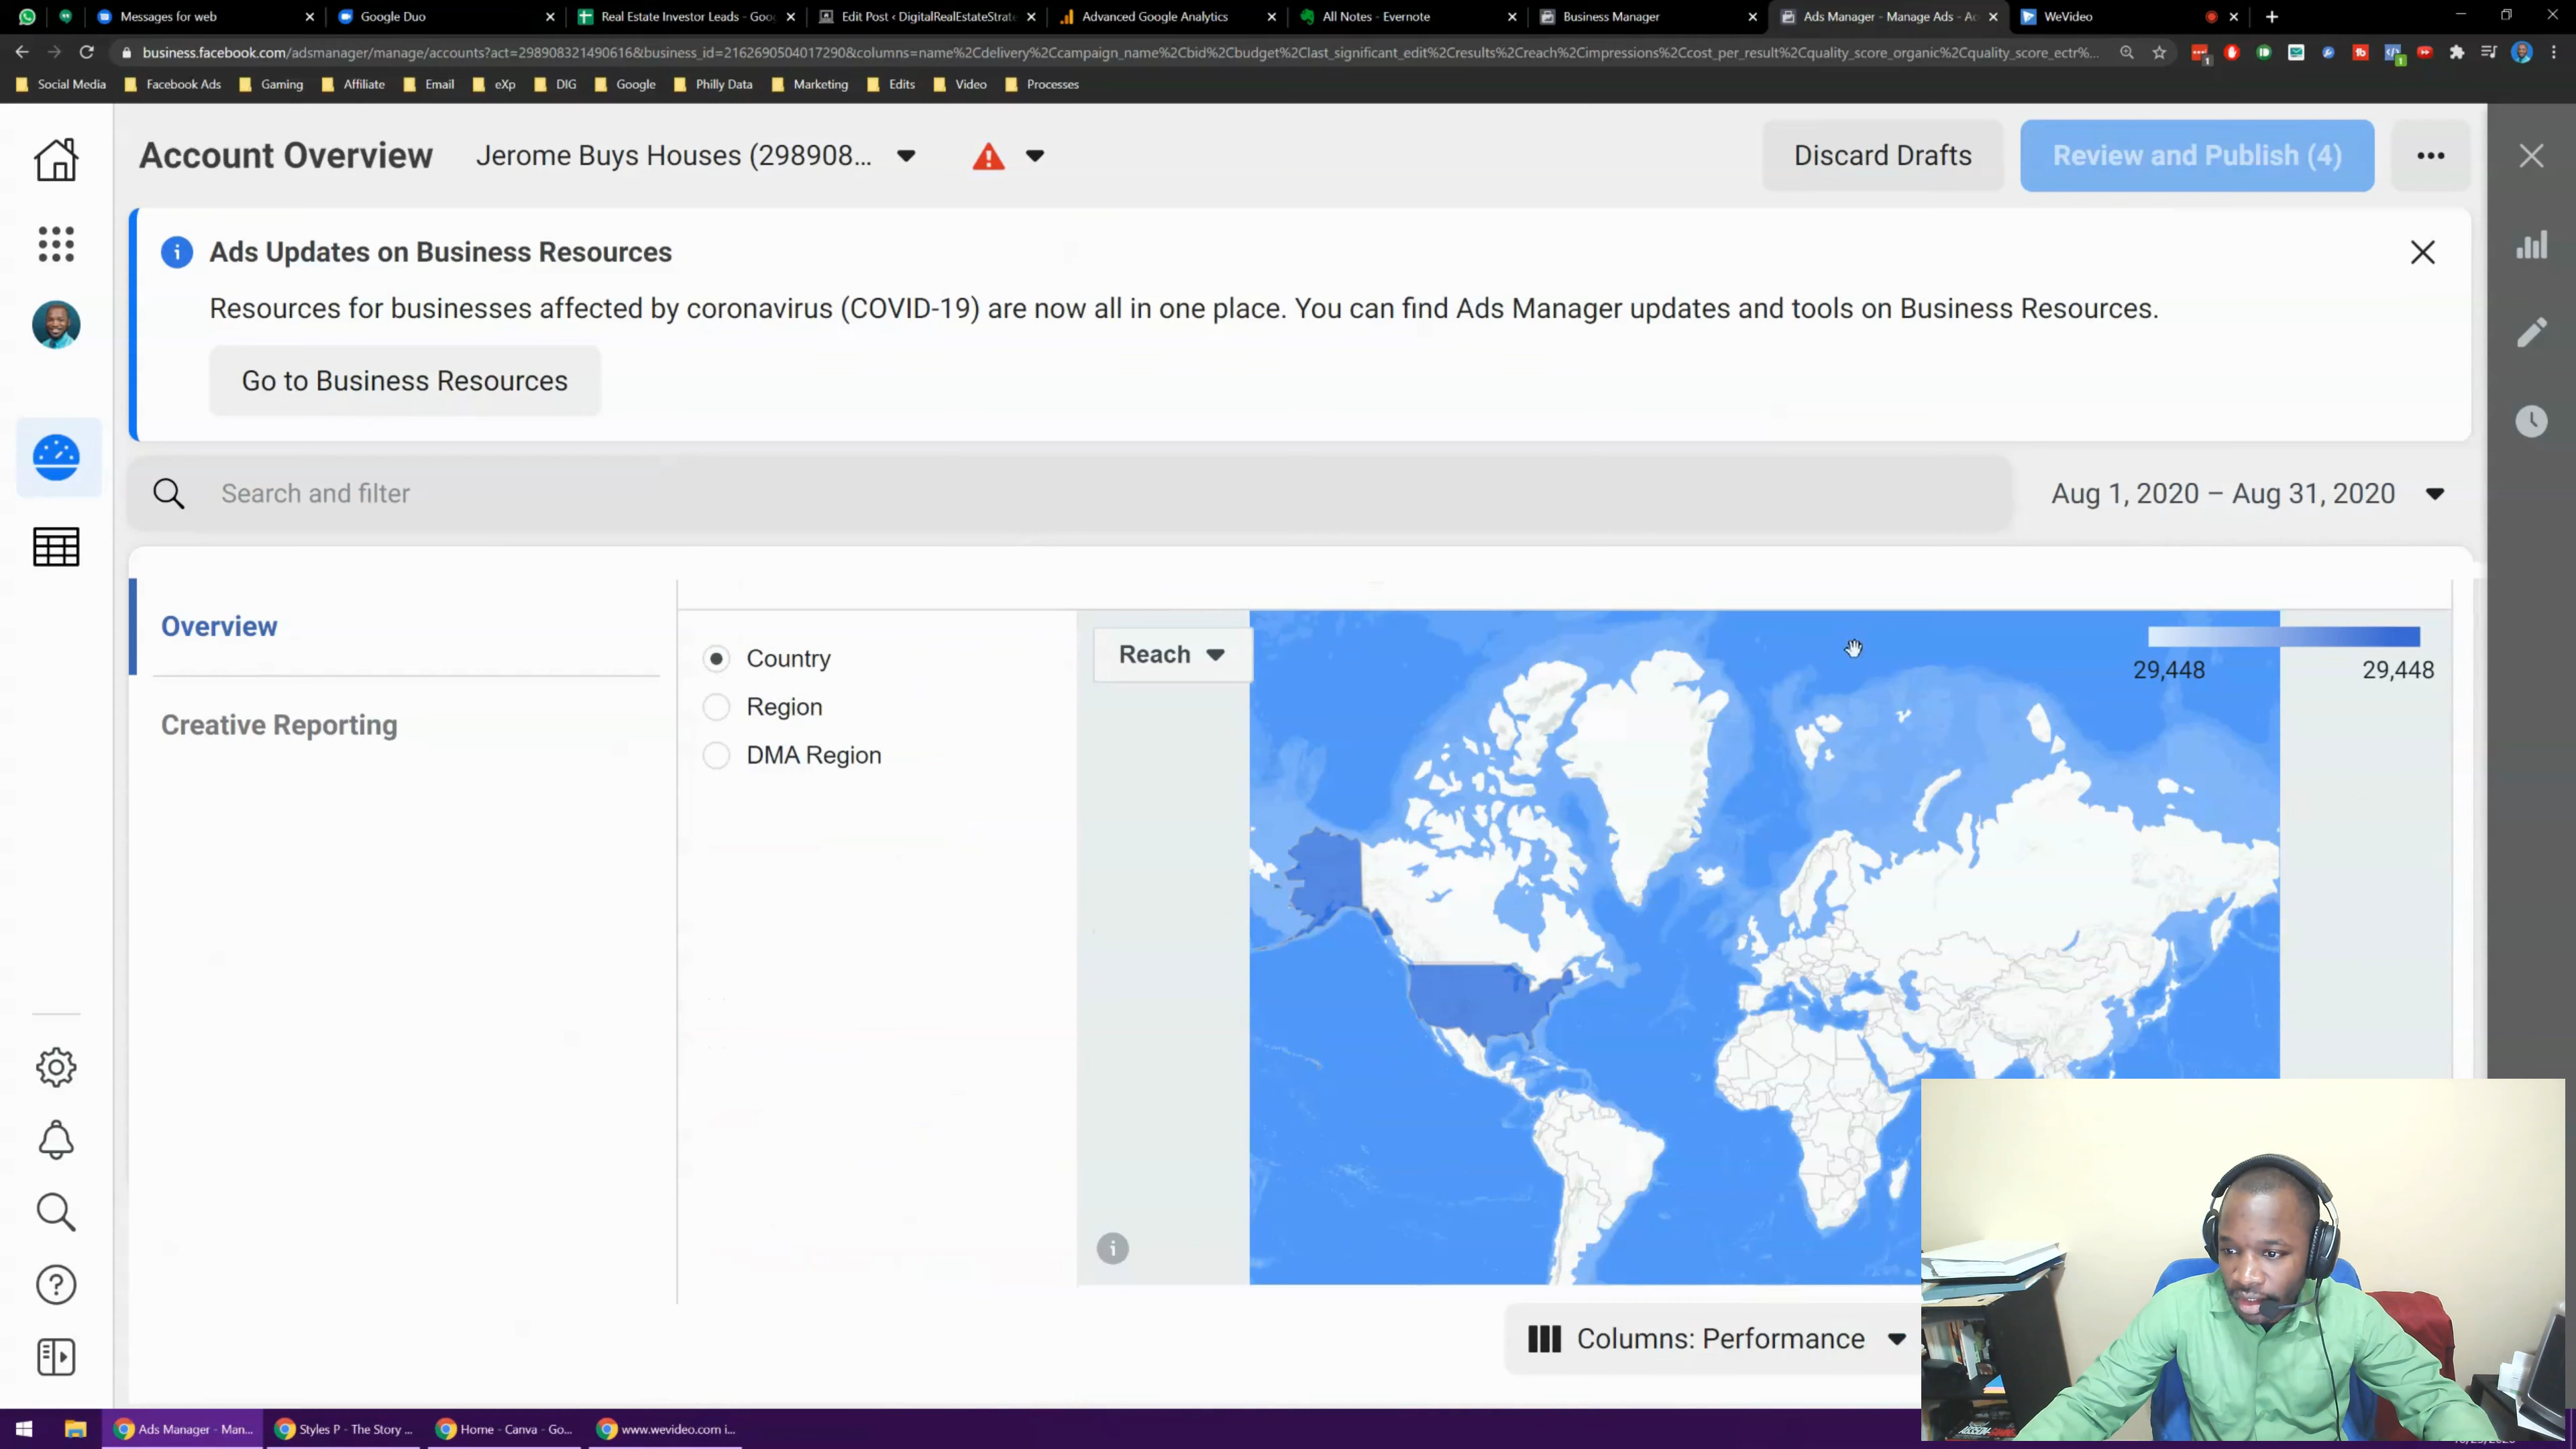 Messages for web
Google Duo
Real Estate Investor Leads - Goo
Edit Post ‹ DigitalRealEstateStrate
Advanced Google Analytics
All Notes - Evernote
Business Manager
Ads Manager - Manage Ads - Ac
WeVideo
business.facebook.com/adsmanager/manage/accounts?act=298908321490616&business_id=216269050401729​0&columns=name%2Cdelivery%2Ccampaign_name%2Cbid%2Cbudget%2Clast_significant_edit%2Cresults%2Creach%2Cimpressions%2Ccost_per_result%2Cquality_score_organic%2Cquality_score_ectr%...
Social Media
Facebook Ads
Gaming
Affiliate
Email
eXp
DIG
Google
Philly Data
Marketing
Edits
Video
Processes
Account Overview
Jerome Buys Houses (298908...
Discard Drafts
Review and Publish (4)
Ads Updates on Business Resources
Resources for businesses affected by coronavirus (COVID-19) are now all in one place. You can find Ads Manager updates and tools on Business Resources.
Go to Business Resources
Search and filter
Aug 1, 2020 – Aug 31, 2020
Overview
Creative Reporting
Country
Region
DMA Region
Reach
29,448
29,448
Columns: Performance
Ads Manager - Man...
Styles P - The Story ...
Home - Canva - Go...
www.wevideo.com i...